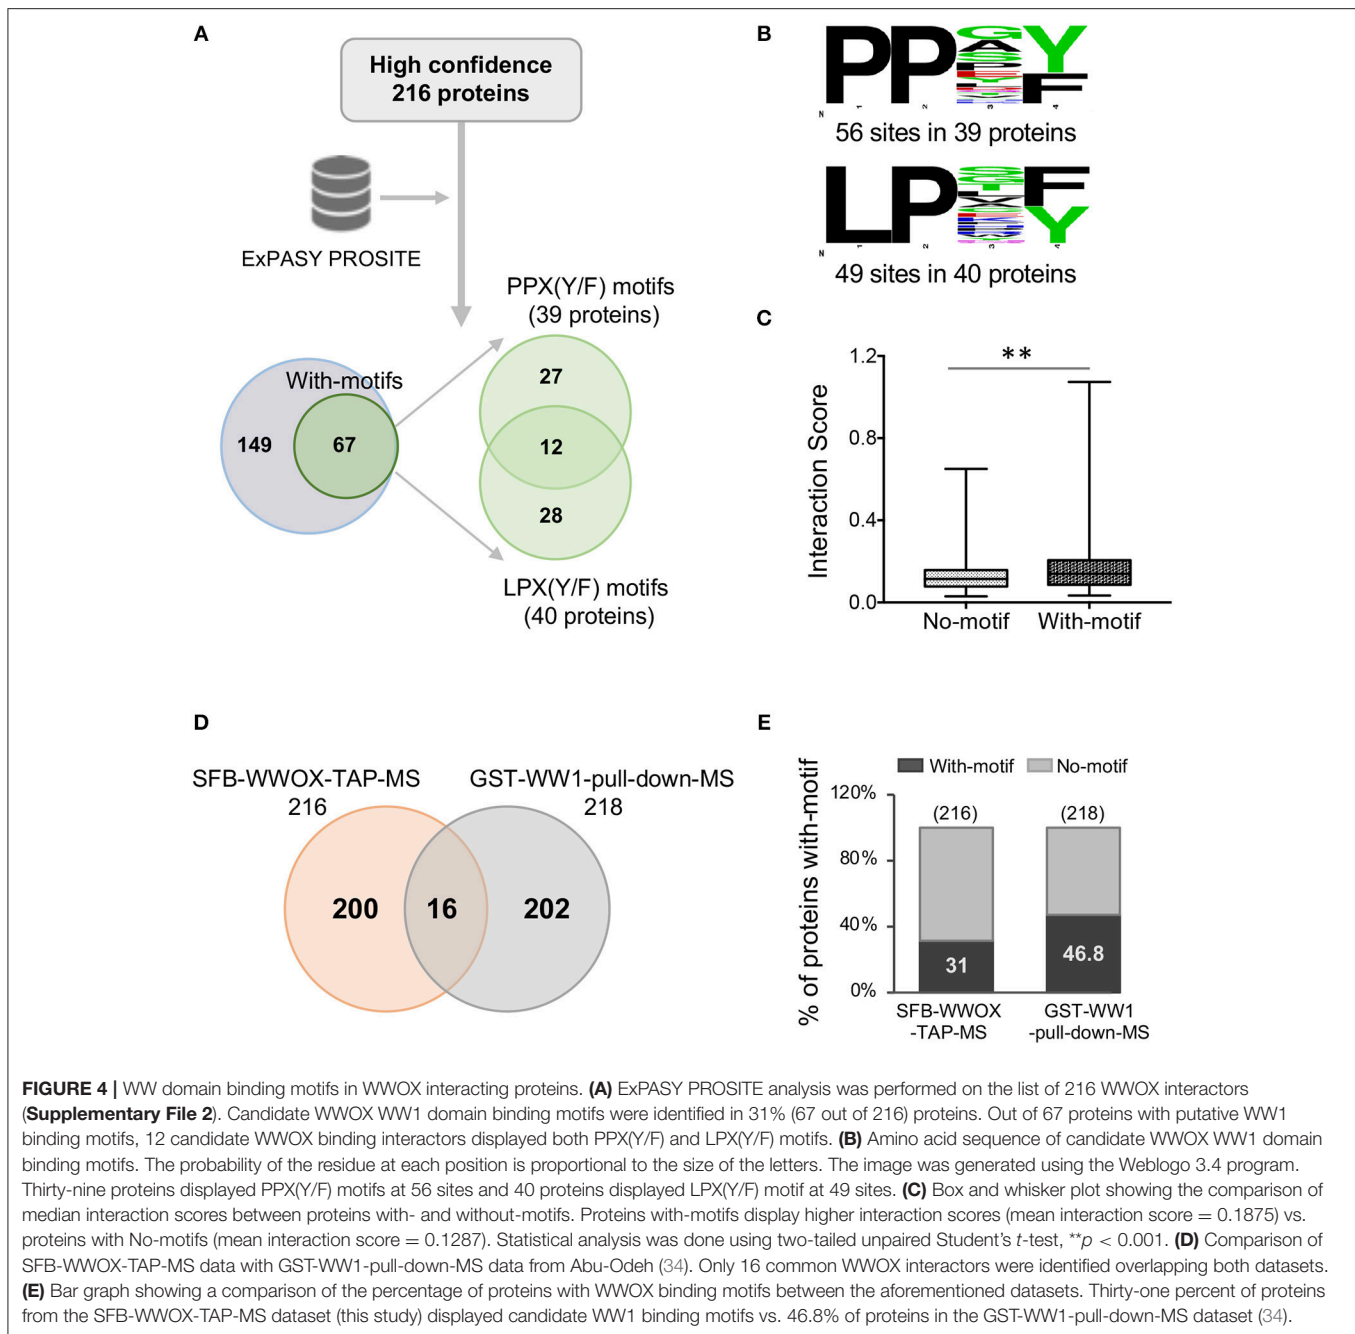 A
High confidence
216 proteins
ExPASY PROSITE
PPX(Y/F) motifs
(39 proteins)
With-motifs
149
67
27
12
28
LPX(Y/F) motifs
(40 proteins)
B
PP Y
F
N 1 2 3 4
56 sites in 39 proteins
LP F
Y
N 1 2 3 4
49 sites in 40 proteins
C
**
Interaction Score
1.2
0.8
0.4
0.0
No-motif With-motif
D
SFB-WWOX-TAP-MS GST-WW1-pull-down-MS
216 218
200 16 202
E
With-motif No-motif
% of proteins with-motif
120%
80%
40%
0%
(216) (218)
31 46.8
SFB-WWOX GST-WW1
-TAP-MS -pull-down-MS
FIGURE 4 | WW domain binding motifs in WWOX interacting proteins. (A) ExPASY PROSITE analysis was performed on the list of 216 WWOX interactors
(Supplementary File 2). Candidate WWOX WW1 domain binding motifs were identified in 31% (67 out of 216) proteins. Out of 67 proteins with putative WW1
binding motifs, 12 candidate WWOX binding interactors displayed both PPX(Y/F) and LPX(Y/F) motifs. (B) Amino acid sequence of candidate WWOX WW1 domain
binding motifs. The probability of the residue at each position is proportional to the size of the letters. The image was generated using the Weblogo 3.4 program.
Thirty-nine proteins displayed PPX(Y/F) motifs at 56 sites and 40 proteins displayed LPX(Y/F) motif at 49 sites. (C) Box and whisker plot showing the comparison of
median interaction scores between proteins with- and without-motifs. Proteins with-motifs display higher interaction scores (mean interaction score = 0.1875) vs.
proteins with No-motifs (mean interaction score = 0.1287). Statistical analysis was done using two-tailed unpaired Student's t-test, **p < 0.001. (D) Comparison of
SFB-WWOX-TAP-MS data with GST-WW1-pull-down-MS data from Abu-Odeh (34). Only 16 common WWOX interactors were identified overlapping both datasets.
(E) Bar graph showing a comparison of the percentage of proteins with WWOX binding motifs between the aforementioned datasets. Thirty-one percent of proteins
from the SFB-WWOX-TAP-MS dataset (this study) displayed candidate WW1 binding motifs vs. 46.8% of proteins in the GST-WW1-pull-down-MS dataset (34).